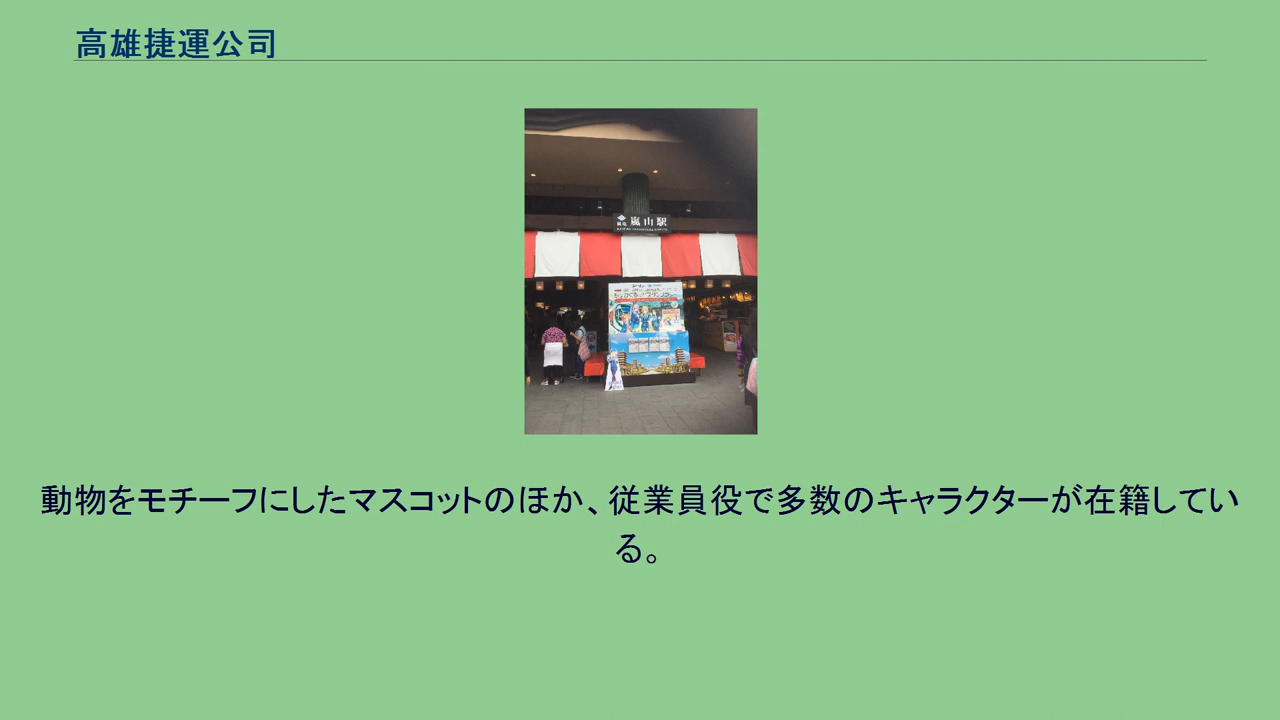 高雄捷運公司
嵐電 嵐山駅
動物をモチーフにしたマスコットのほか、従業員役で多数のキャラクターが在籍してい
る。